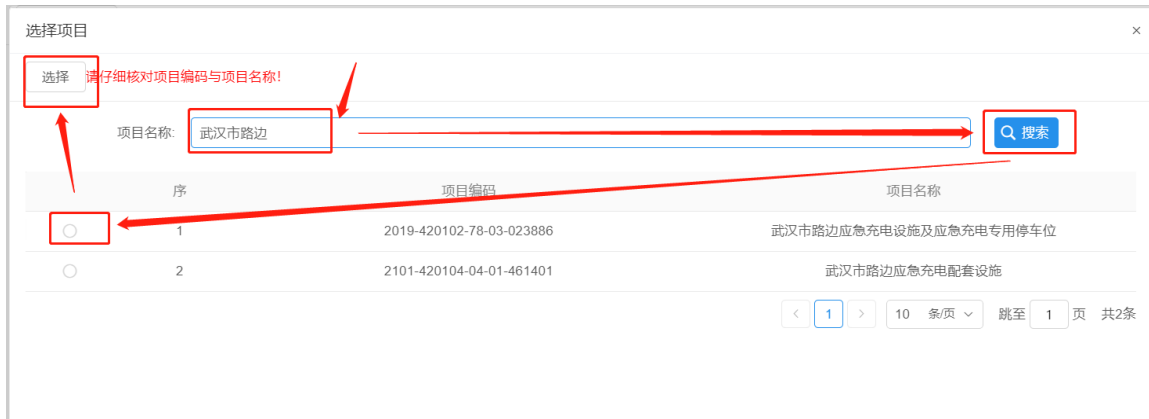 选择项目 ×
选择 请仔细核对项目编码与项目名称!
项目名称: 武汉市路边 搜索
序 项目编码 项目名称
1 2019-420102-78-03-023886 武汉市路边应急充电设施及应急充电专用停车位
2 2101-420104-04-01-461401 武汉市路边应急充电配套设施
< 1 > 10 条/页 跳至 1 页 共2条